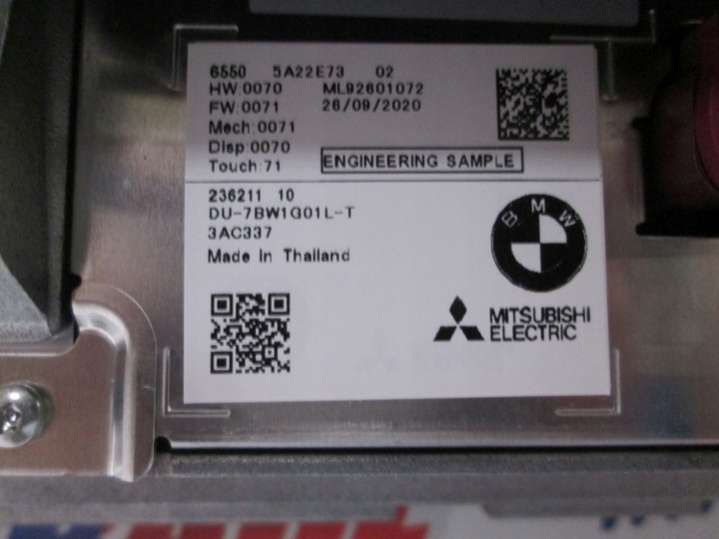 6550 5A22E73 02
HW:0070 ML92601072
FW:0071 26/09/2020
Mech:0071
Disp:0070
Touch:71 ENGINEERING SAMPLE
236211 10
DU-7BW1G01L-T
3AC337
Made in Thailand
BMW
MITSUBISHI
ELECTRIC